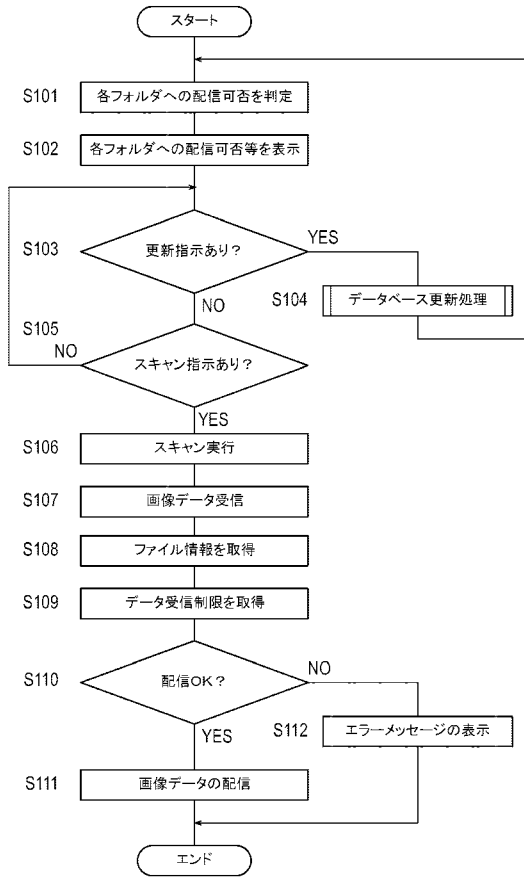 スタート
S101
各フォルダへの配信可否を判定
S102
各フォルダへの配信可否等を表示
S103
更新指示あり?
YES
NO
S104
データベース更新処理
S105
スキャン指示あり?
NO
YES
S106
スキャン実行
S107
画像データ受信
S108
ファイル情報を取得
S109
データ受信制限を取得
S110
配信OK?
NO
YES
S112
エラーメッセージの表示
S111
画像データの配信
エンド